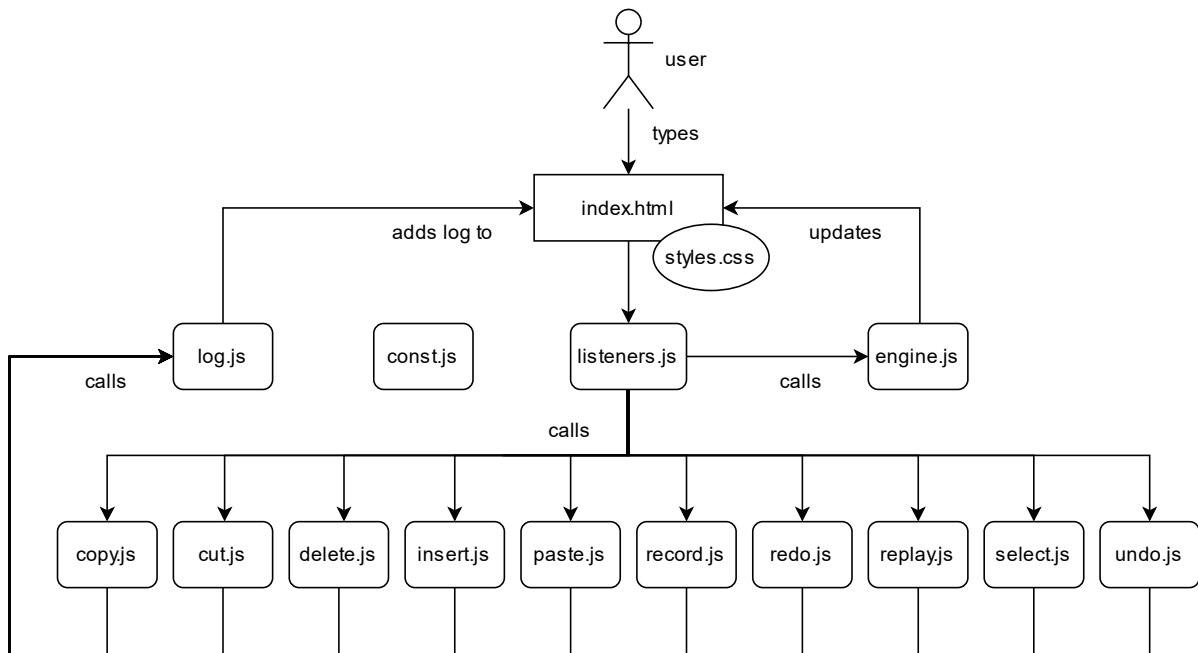 user
types
index.html
adds log to
updates
styles.css
log.js
const.js
listeners.js
engine.js
calls
calls
calls
copy.js
cut.js
delete.js
insert.js
paste.js
record.js
redo.js
replay.js
select.js
undo.js